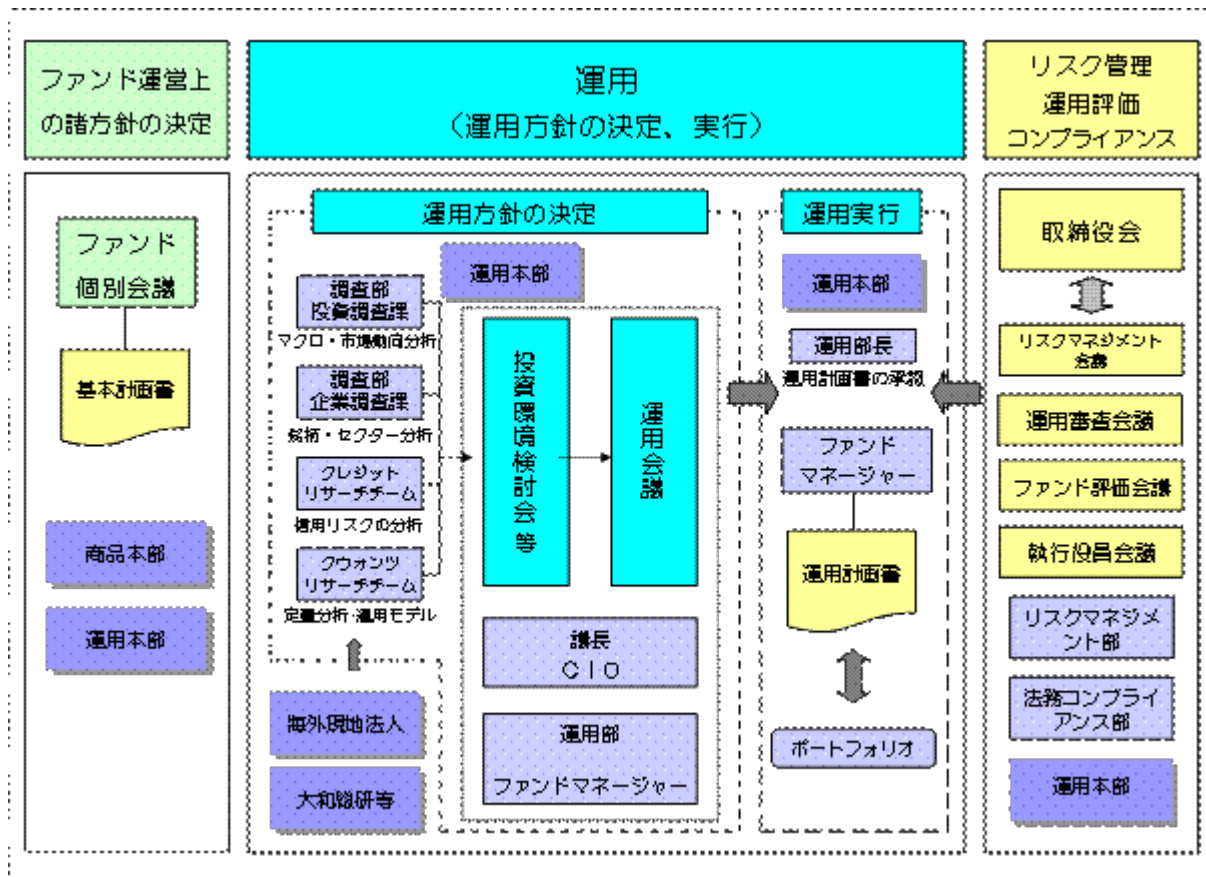 ファンド運営上
の諸方針の決定
運用
（運用方針の決定、実行）
リスク管理
運用評価
コンプライアンス
ファンド
個別会議
基本計画書
商品本部
運用本部
運用方針の決定
運用本部
調査部
投資調査課
マクロ・市場動向分析
調査部
企業調査課
銘柄・セクター分析
クレジット
リサーチチーム
信用リスクの分析
クウォンツ
リサーチチーム
定量分析・運用モデル
海外現地法人
大和総研等
投資環境検討会等
運用会議
議長
ＣＩＯ
運用部
ファンドマネージャー
運用実行
運用本部
運用部長
運用計画書の承認
ファンド
マネージャー
運用計画書
ポートフォリオ
取締役会
リスクマネジメント
会議
運用審査会議
ファンド評価会議
執行役員会議
リスクマネジメ
ント部
法務コンプライ
アンス部
運用本部